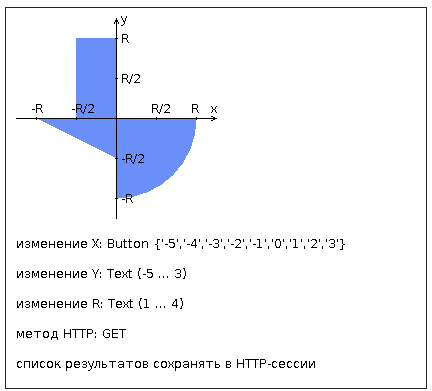 y
R
R/2
-R -R/2 R/2 R x
-R/2
-R
изменение X: Button {'-5','-4','-3','-2','-1','0','1','2','3'}
изменение Y: Text (-5 ... 3)
изменение R: Text (1 ... 4)
метод HTTP: GET
список результатов сохранять в HTTP-сессии